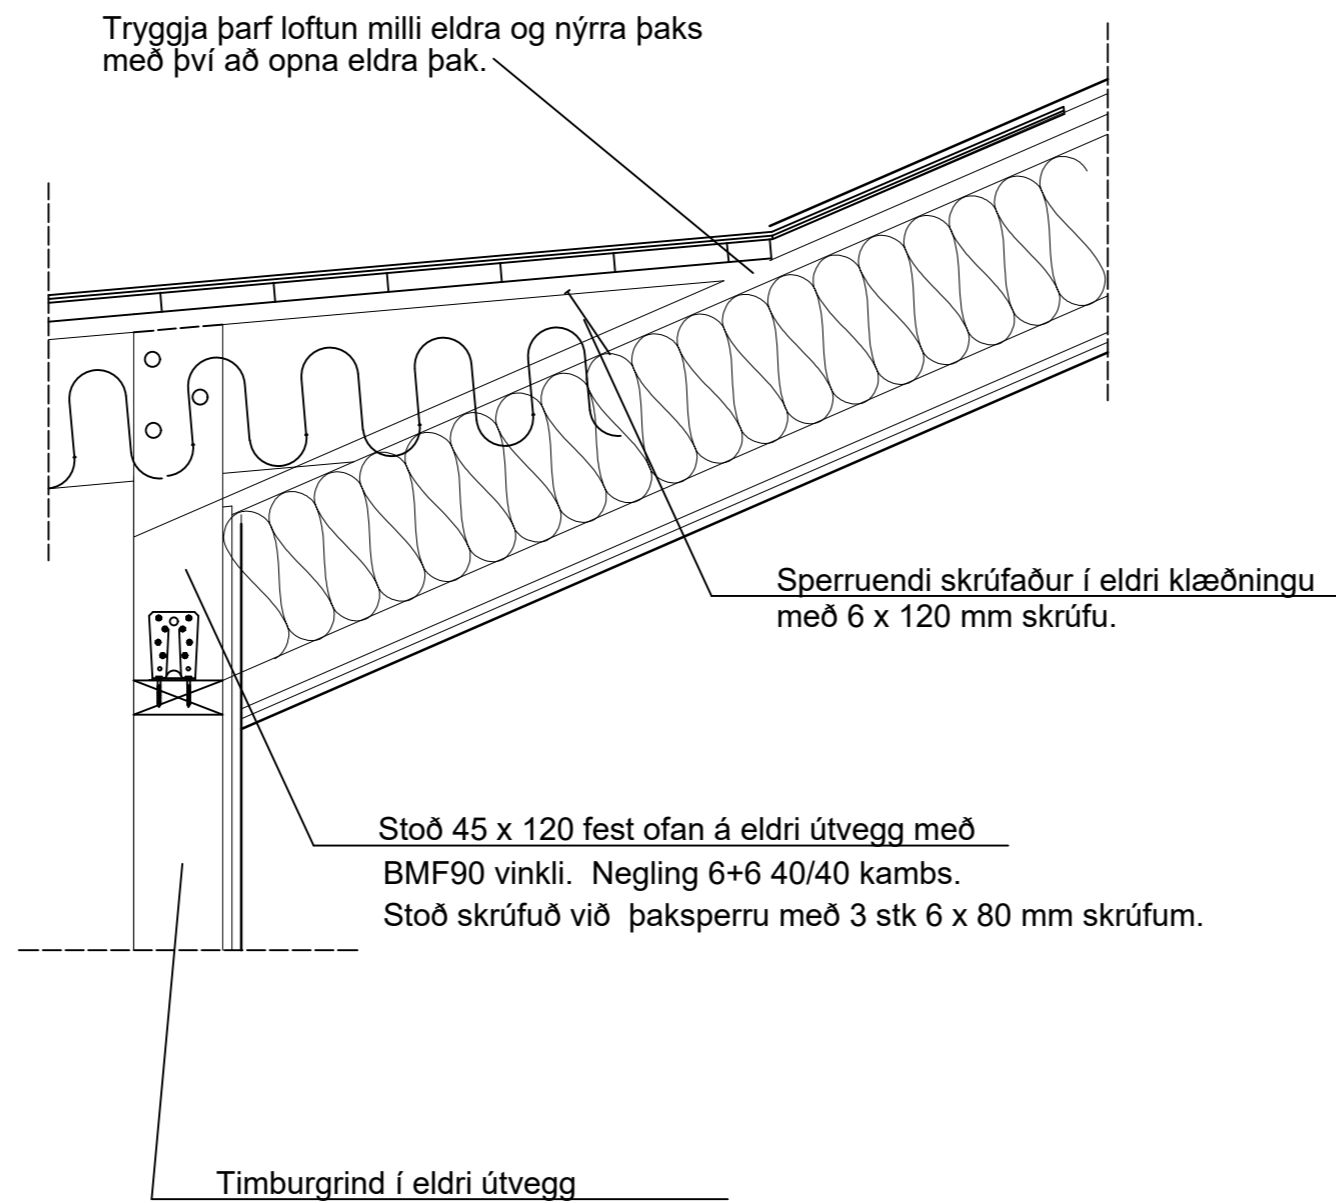 Tryggja þarf loftun milli eldra og nýrra þaks
með því að opna eldra þak.
Sperruendi skrúfaður í eldri klæðningu
með 6 x 120 mm skrúfu.
Stoð 45 x 120 fest ofan á eldri útvegg með
BMF90 vinkli. Negling 6+6 40/40 kambs.
Stoð skrúfuð við þaksperru með 3 stk 6 x 80 mm skrúfum.
Timburgrind í eldri útvegg